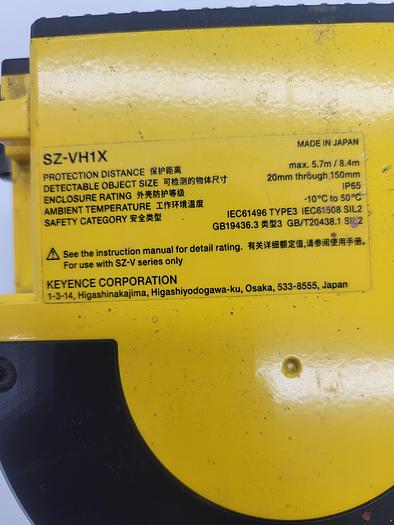 SZ-VH1X MADE IN JAPAN
PROTECTION DISTANCE 保护距离 max. 5.7m / 8.4m
DETECTABLE OBJECT SIZE 可检测的物体尺寸 20mm through 150mm
ENCLOSURE RATING 外壳防护等级 IP65
AMBIENT TEMPERATURE 工作环境温度 -10°C to 50°C
SAFETY CATEGORY 安全类型 IEC61496 TYPE3 IEC61508 SIL2
GB19436.3 类型3 GB/T20438.1 SIL2
See the instruction manual for detail rating. 有关详细额定值,请参阅使用手册。
For use with SZ-V series only
KEYENCE CORPORATION
1-3-14, Higashinakajima, Higashiyodogawa-ku, Osaka, 533-8555, Japan